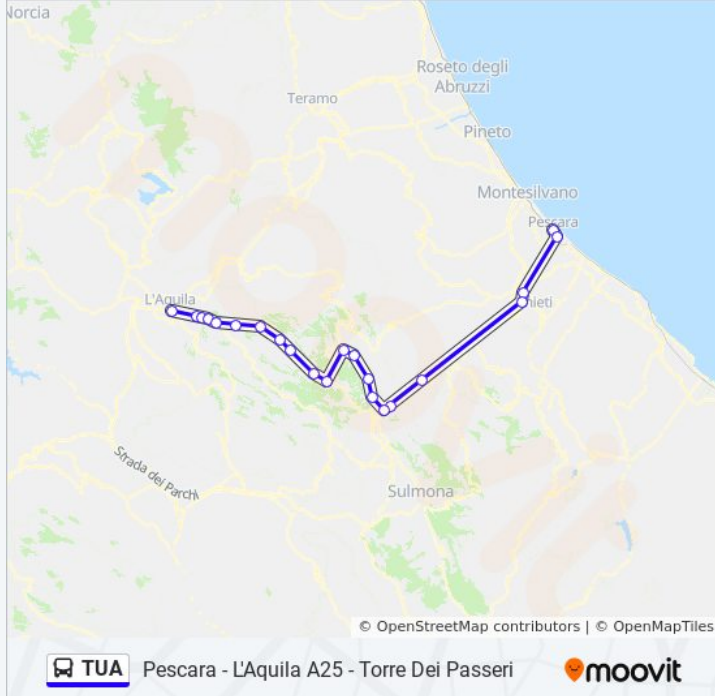 Norcia
Roseto degli
Abruzzi
Teramo
Pineto
Montesilvano
Pescara
L'Aquila
hieti
Strada dei Parchi
Sulmona
© OpenStreetMap contributors | © OpenMapTiles
TUA Pescara - L'Aquila A25 - Torre Dei Passeri moovit